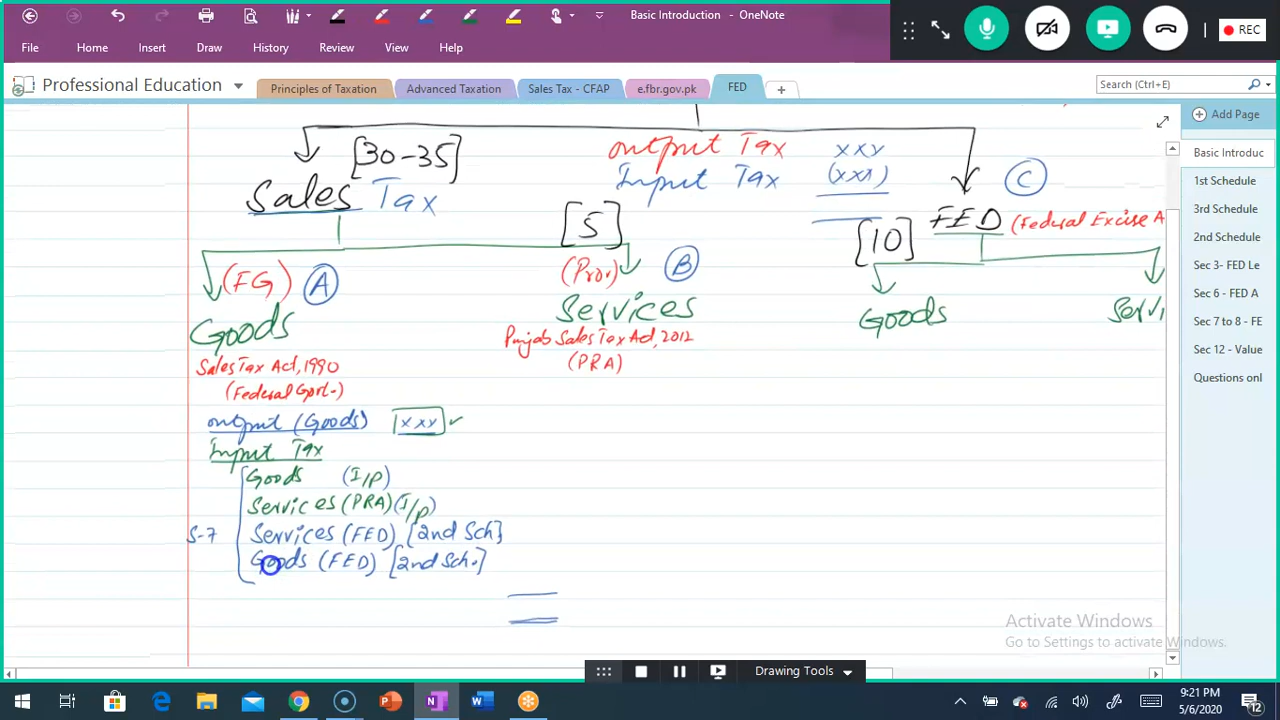 Basic Introduction - OneNote
REC
File Home Insert Draw History Review View Help
Professional Education
Principles of Taxation
Advanced Taxation
Sales Tax - CFAP
e.fbr.gov.pk
FED
Search (Ctrl+E)
Add Page
Basic Introduc
1st Schedule
3rd Schedule
2nd Schedule
Sec 3- FED Le
Sec 6 - FED A
Sec 7 to 8 - FE
Sec 12 - Value
Questions onl
[30-35]
output Tax xxy
Input Tax (xxx)
Sales Tax
[5]
[10]
FED (Federal Excise A
C
(FG) A
(Pro.) B
Goods
Services
Goods
Servi
Sales Tax Act, 1990
(Federal Govt.)
Punjab Sales Tax Act, 2012
(PRA)
output (Goods) xxy
Input Tax
Goods (I/P)
Services (PRA) (I/P)
S-7 Services (FED) [2nd Sch]
Goods (FED) [2nd Sch.]
Activate Windows
Go to Settings to activate Windows.
Drawing Tools
9:21 PM
5/6/2020
12